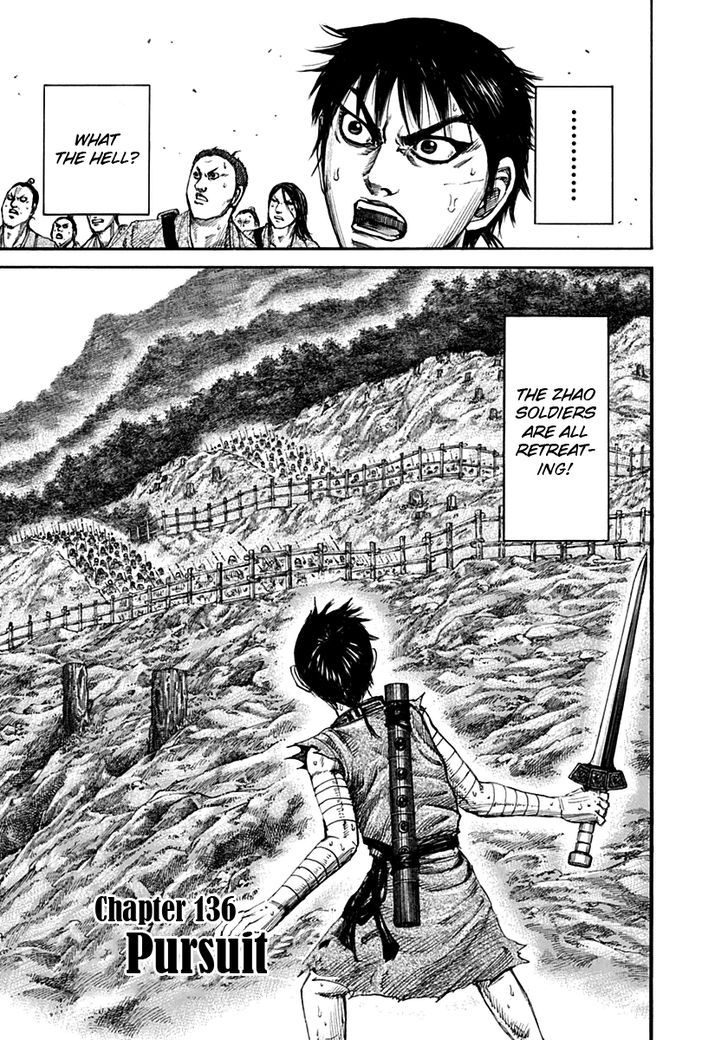 ………
WHAT
THE HELL?
THE ZHAO
SOLDIERS
ARE ALL
RETREAT-
ING!
Chapter 136
Pursuit